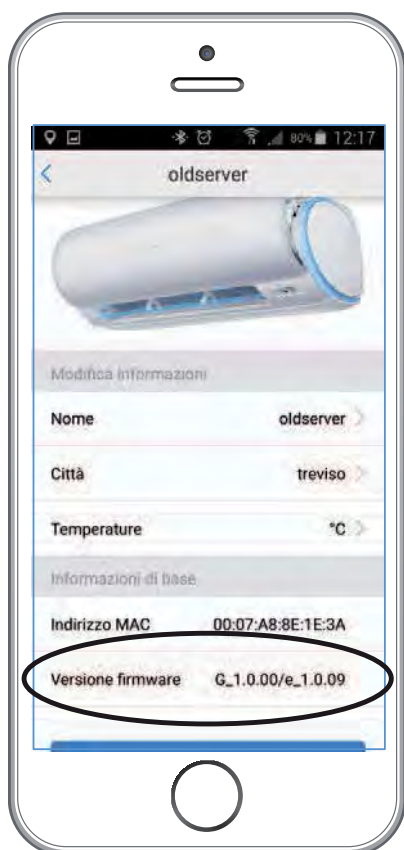 80% 12:17
oldserver
Modifica informazioni
Nome oldserver
Città treviso
Temperature °C
Informazioni di base
Indirizzo MAC 00:07:A8:8E:1E:3A
Versione firmware G_1.0.00/e_1.0.09